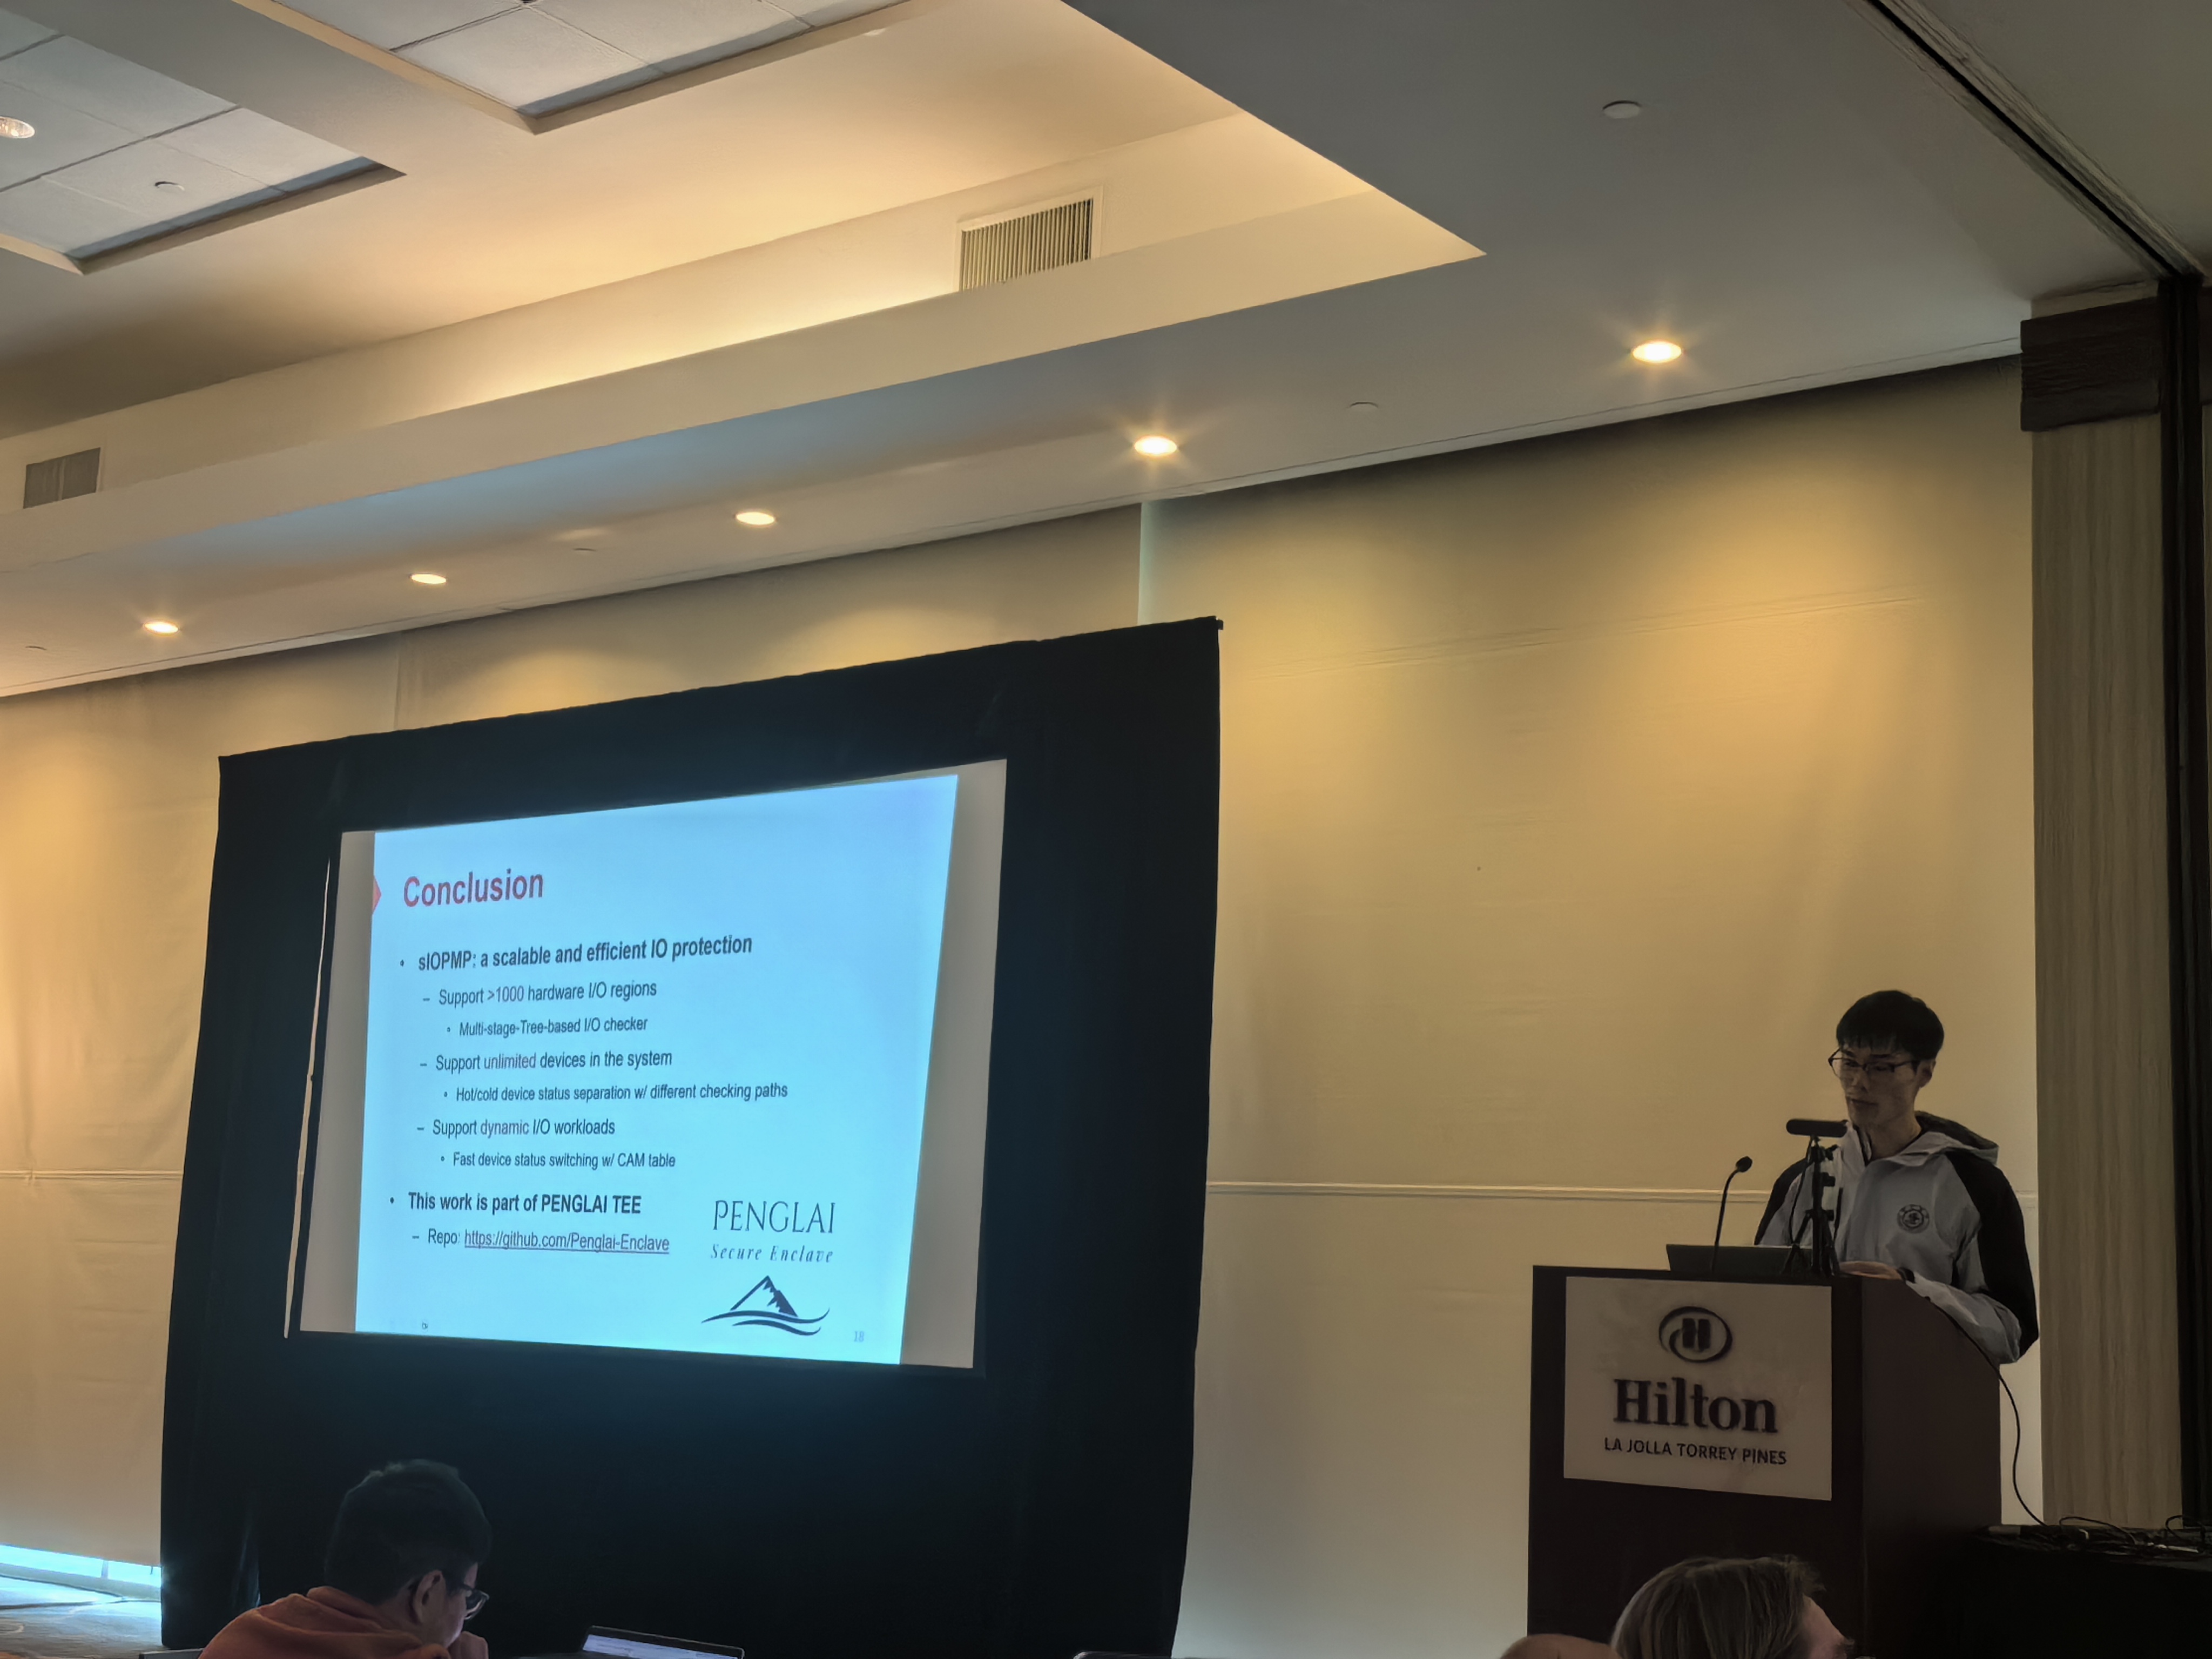 Conclusion
• sIOPMP: a scalable and efficient IO protection
– Support >1000 hardware I/O regions
• Multi-stage-Tree-based I/O checker
– Support unlimited devices in the system
• Hot/cold device status separation w/ different checking paths
– Support dynamic I/O workloads
• Fast device status switching w/ CAM table
• This work is part of PENGLAI TEE
– Repo: https://github.com/Penglai-Enclave
PENGLAI
Secure Enclave
18
Hilton
LA JOLLA TORREY PINES